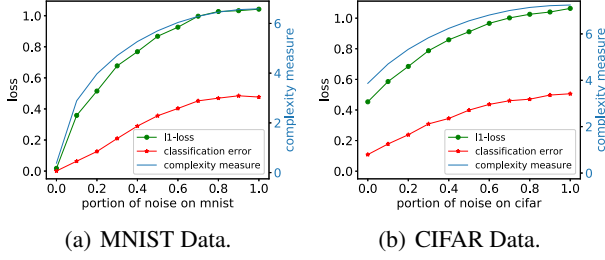 1.0
0.8
0.6
0.4
0.2
0.0
loss
6
4
2
0
complexity measure
l1-loss
classification error
complexity measure
0.0 0.2 0.4 0.6 0.8 1.0
portion of noise on mnist
(a) MNIST Data.
1.0
0.8
0.6
0.4
0.2
0.0
loss
6
4
2
0
complexity measure
l1-loss
classification error
complexity measure
0.0 0.2 0.4 0.6 0.8 1.0
portion of noise on cifar
(b) CIFAR Data.